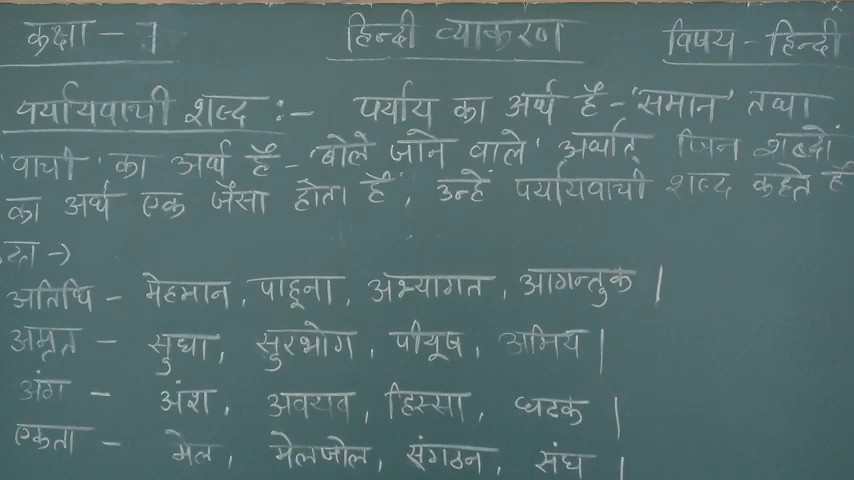 कक्षा - 7 हिन्दी व्याकरण विषय - हिन्दी
पर्यायवाची शब्द :- पर्याय का अर्थ है - 'समान' तथा
'वाची' का अर्थ है - 'बोले जाने वाले' अर्थात् जिन शब्दों
का अर्थ एक जैसा होता है, उन्हें पर्यायवाची शब्द कहते हैं
अतिथि - मेहमान, पाहूना, अभ्यागत, आगन्तुक |
अमृत - सुधा, सुरभोग, पीयूष, अमिय |
अंग - अंश, अवयव, हिस्सा, घटक |
एकता - मेल, मेलजोल, संगठन, संघ |